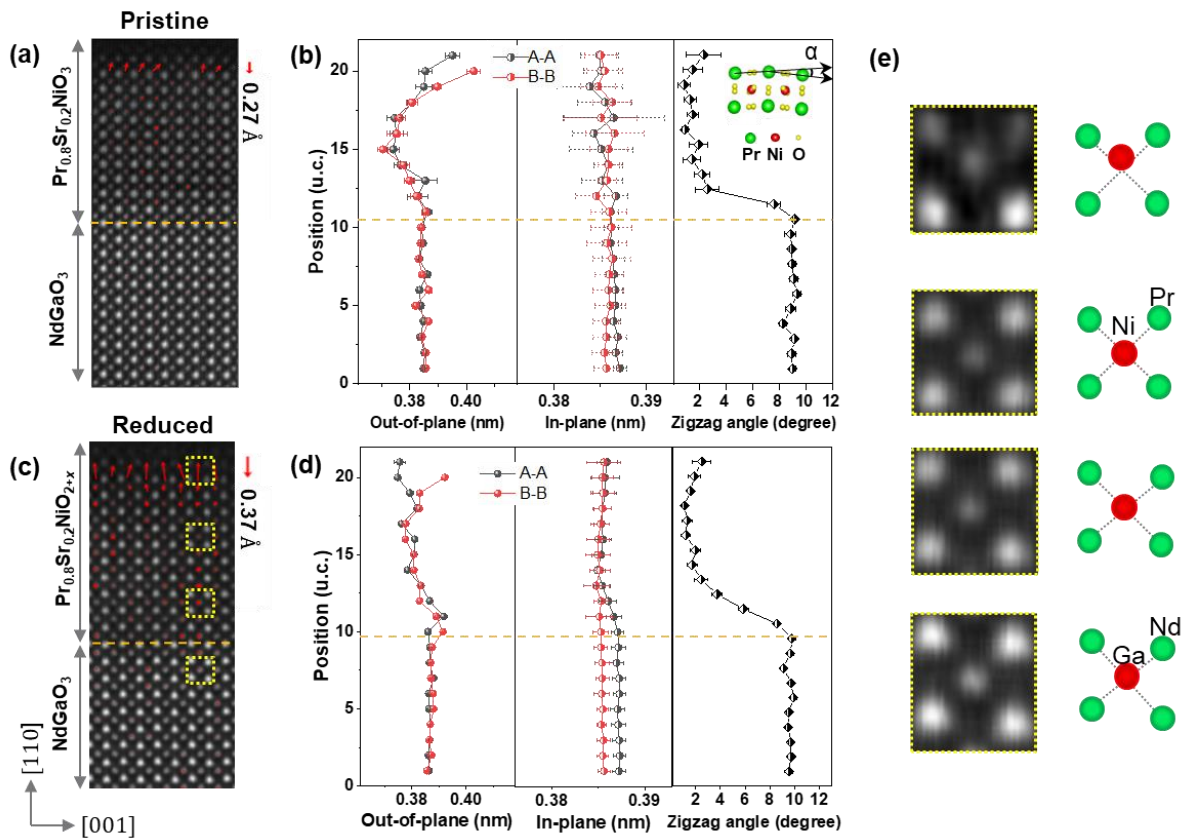 Pristine
(a)
Pr0.8Sr0.2NiO3
NdGaO3
0.27 Å
(b)
A-A
B-B
α
Pr Ni O
Position (u.c.)
20
15
10
5
0
0.38 0.40
0.38 0.39
2 4 6 8 10 12
Out-of-plane (nm)
In-plane (nm)
Zigzag angle (degree)
Reduced
(c)
Pr0.8Sr0.2NiO2+x
NdGaO3
0.37 Å
[110]
[001]
(d)
A-A
B-B
Position (u.c.)
20
15
10
5
0
0.38 0.40
0.38 0.39
2 4 6 8 10 12
Out-of-plane (nm)
In-plane (nm)
Zigzag angle (degree)
(e)
Pr
Ni
Nd
Ga